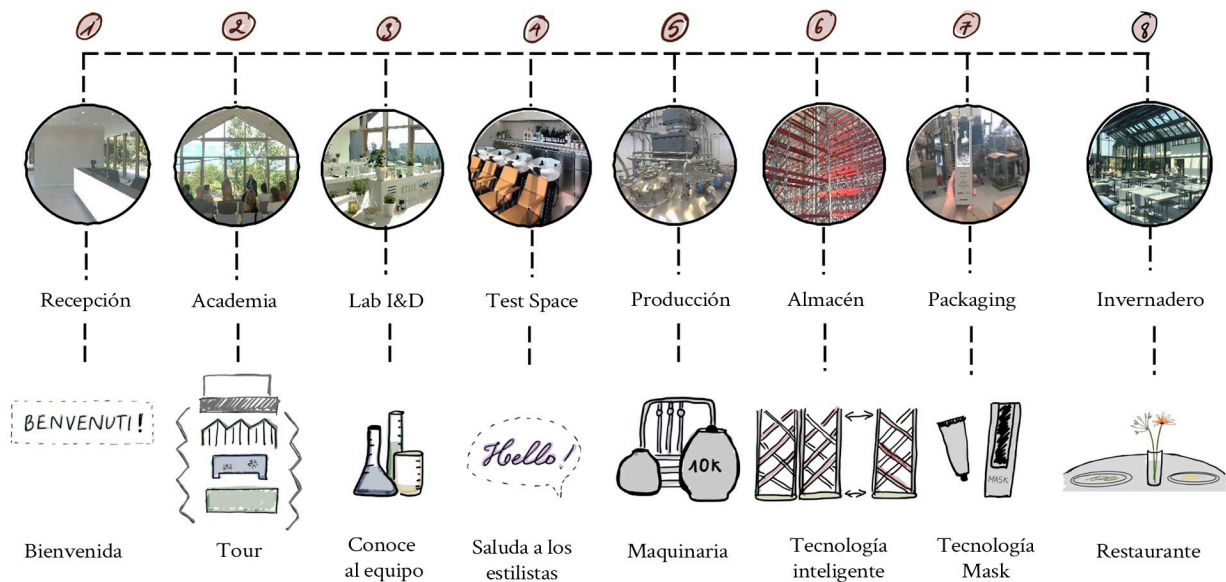 1 2 3 4 5 6 7 8
Recepción Academia Lab I&D Test Space Producción Almacén Packaging Invernadero
BENVENUTI!
Hello!
10K
MASK
Bienvenida Tour Conoce al equipo Saluda a los estilistas Maquinaria Tecnología inteligente Tecnología Mask Restaurante